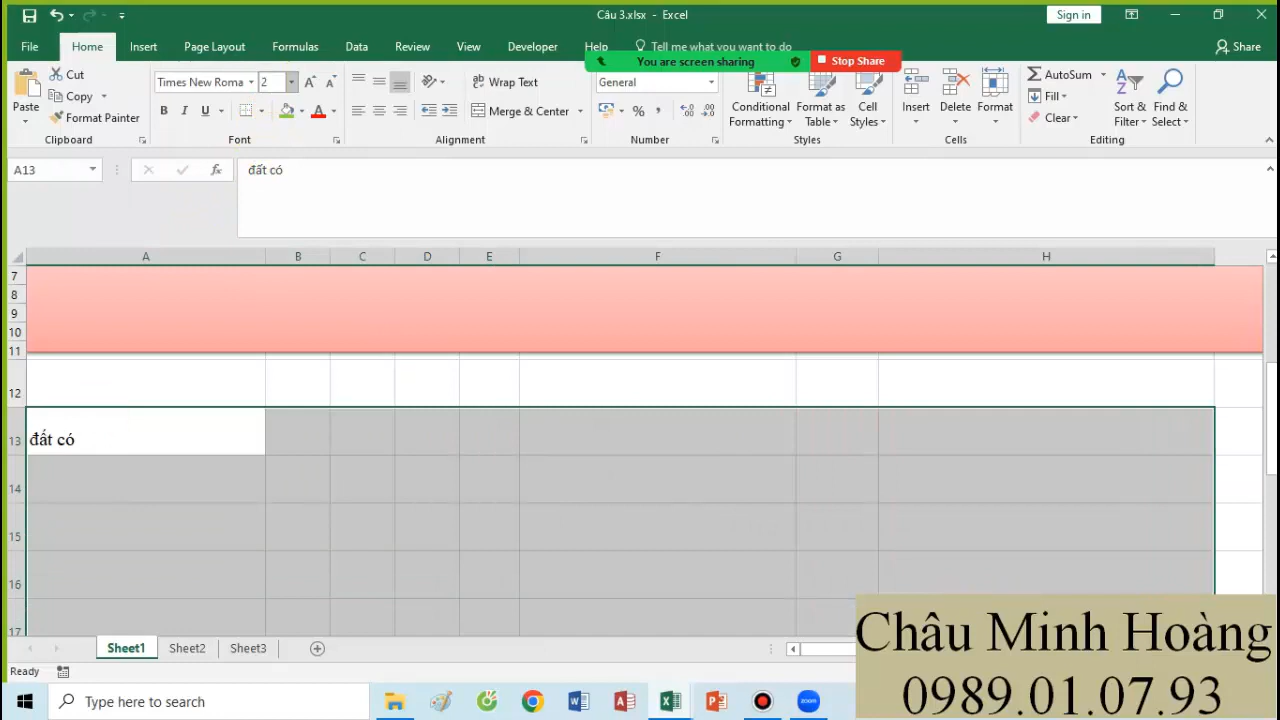 Câu 3.xlsx - Excel
Sign in
File Home Insert Page Layout Formulas Data Review View Developer Help Tell me what you want to do Share
You are screen sharing Stop Share
Paste Cut Copy Format Painter Clipboard
Times New Roma 2 B I U Font
Wrap Text Merge & Center Alignment
General % , Number
Conditional Formatting Format as Table Cell Styles Styles
Insert Delete Format Cells
AutoSum Fill Clear Sort & Filter Find & Select Editing
A13 fx đất có
A B C D E F G H
7
8
9
10
11
12
13 đất có
14
15
16
17
Sheet1 Sheet2 Sheet3
Ready
Type here to search zoom
Châu Minh Hoàng
0989.01.07.93